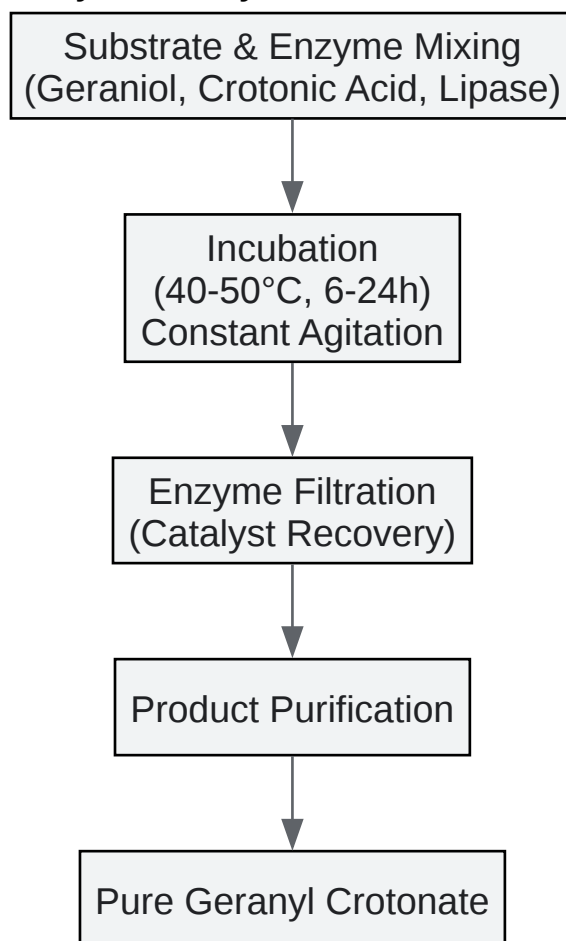 Substrate & Enzyme Mixing
(Geraniol, Crotonic Acid, Lipase)
Incubation
(40-50°C, 6-24h)
Constant Agitation
Enzyme Filtration
(Catalyst Recovery)
Product Purification
Pure Geranyl Crotonate